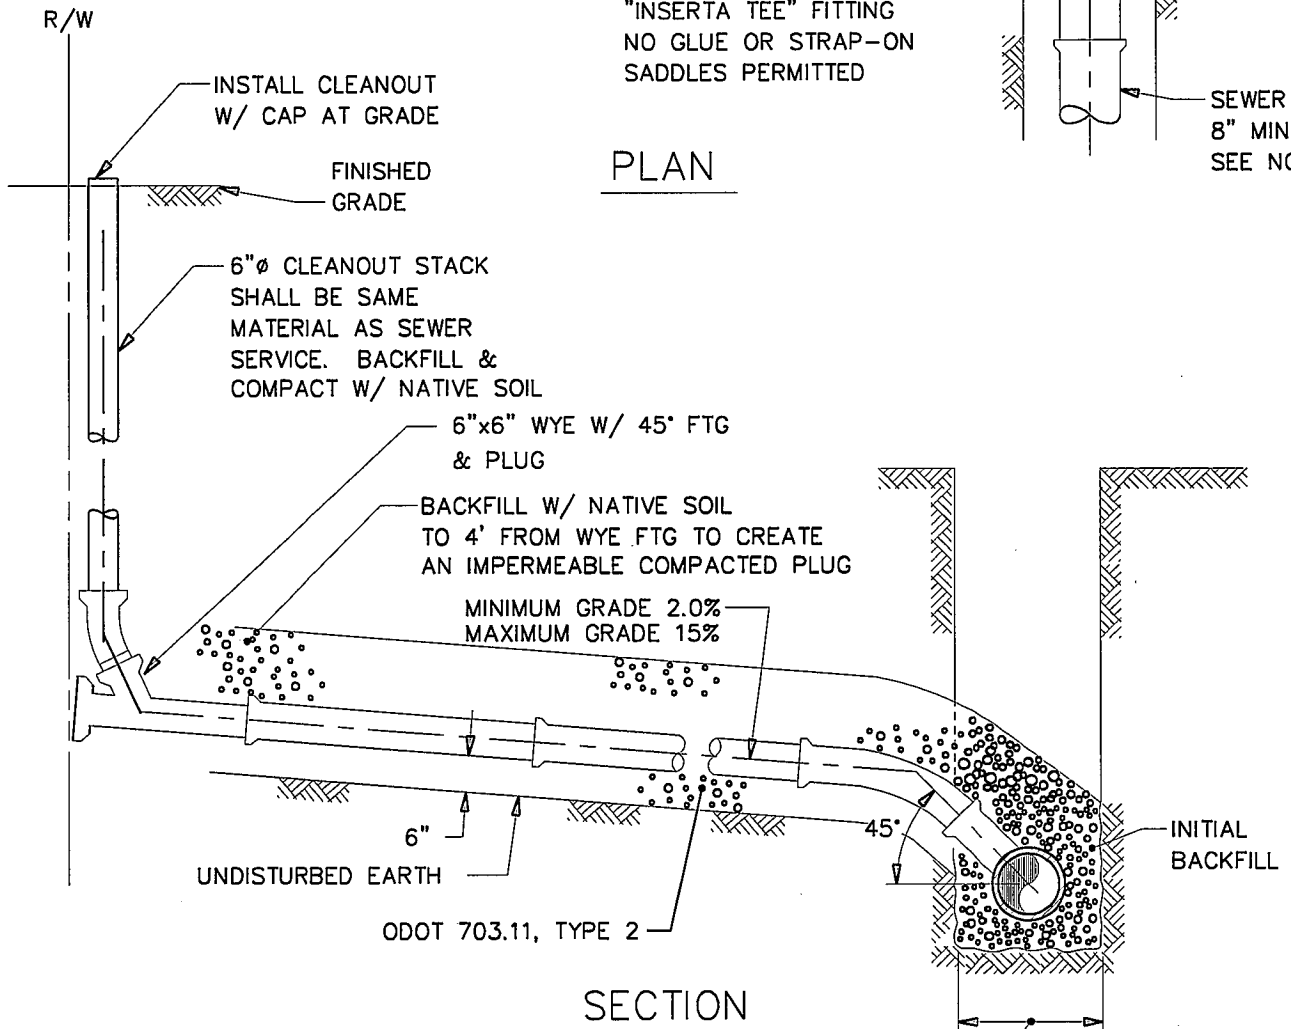 R/W
"INSERTA TEE" FITTING
NO GLUE OR STRAP-ON
SADDLES PERMITTED
INSTALL CLEANOUT
W/ CAP AT GRADE
SEWER
8" MIN
SEE NO
PLAN
FINISHED
GRADE
6"ø CLEANOUT STACK
SHALL BE SAME
MATERIAL AS SEWER
SERVICE. BACKFILL &
COMPACT W/ NATIVE SOIL
6"x6" WYE W/ 45° FTG
& PLUG
BACKFILL W/ NATIVE SOIL
TO 4' FROM WYE FTG TO CREATE
AN IMPERMEABLE COMPACTED PLUG
MINIMUM GRADE 2.0%
MAXIMUM GRADE 15%
6"
45°
INITIAL
BACKFILL
UNDISTURBED EARTH
ODOT 703.11, TYPE 2
SECTION